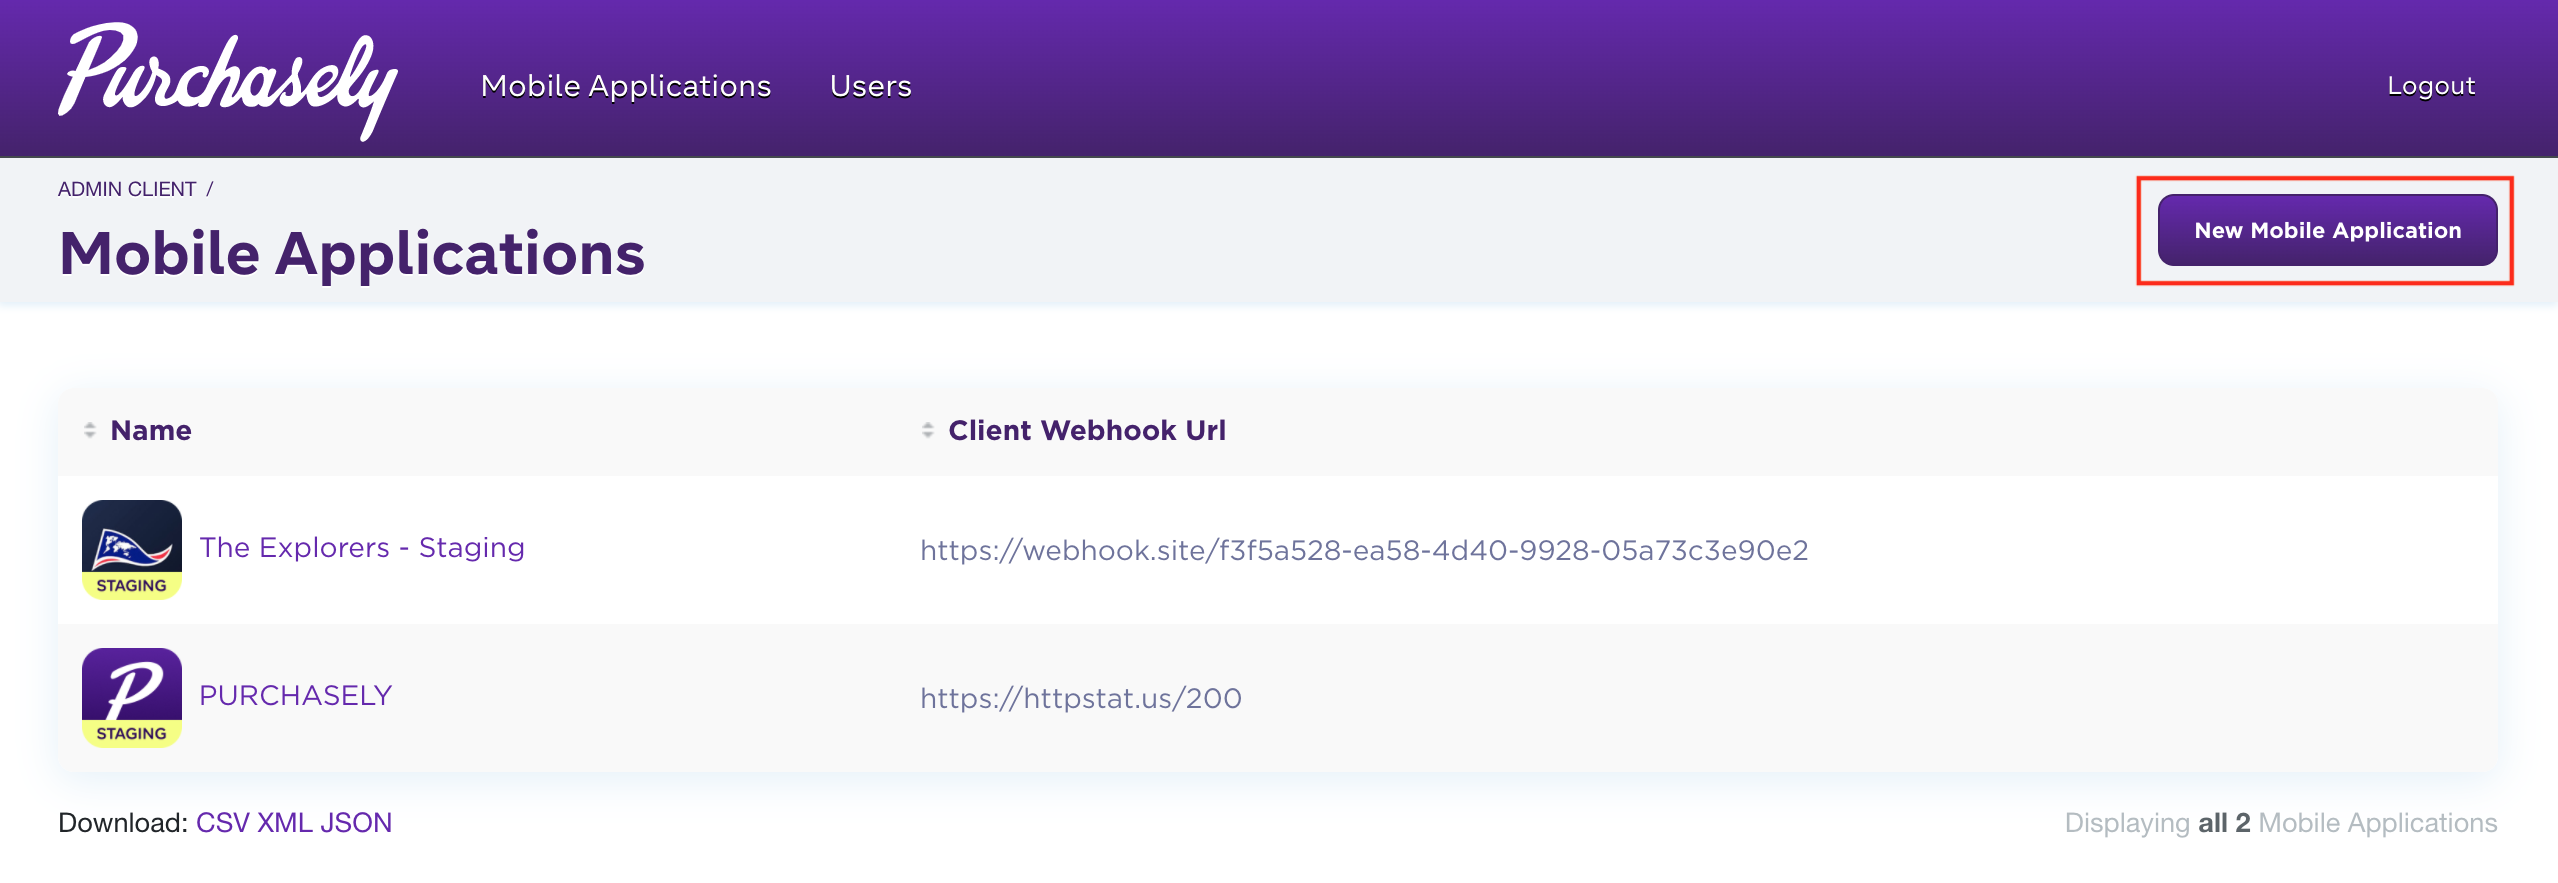 Purchasely
Mobile Applications
Users
Logout
ADMIN CLIENT /
Mobile Applications
New Mobile Application
Name
Client Webhook Url
STAGING
The Explorers - Staging
https://webhook.site/f3f5a528-ea58-4d40-9928-05a73c3e90e2
P
STAGING
PURCHASELY
https://httpstat.us/200
Download: CSV XML JSON
Displaying all 2 Mobile Applications